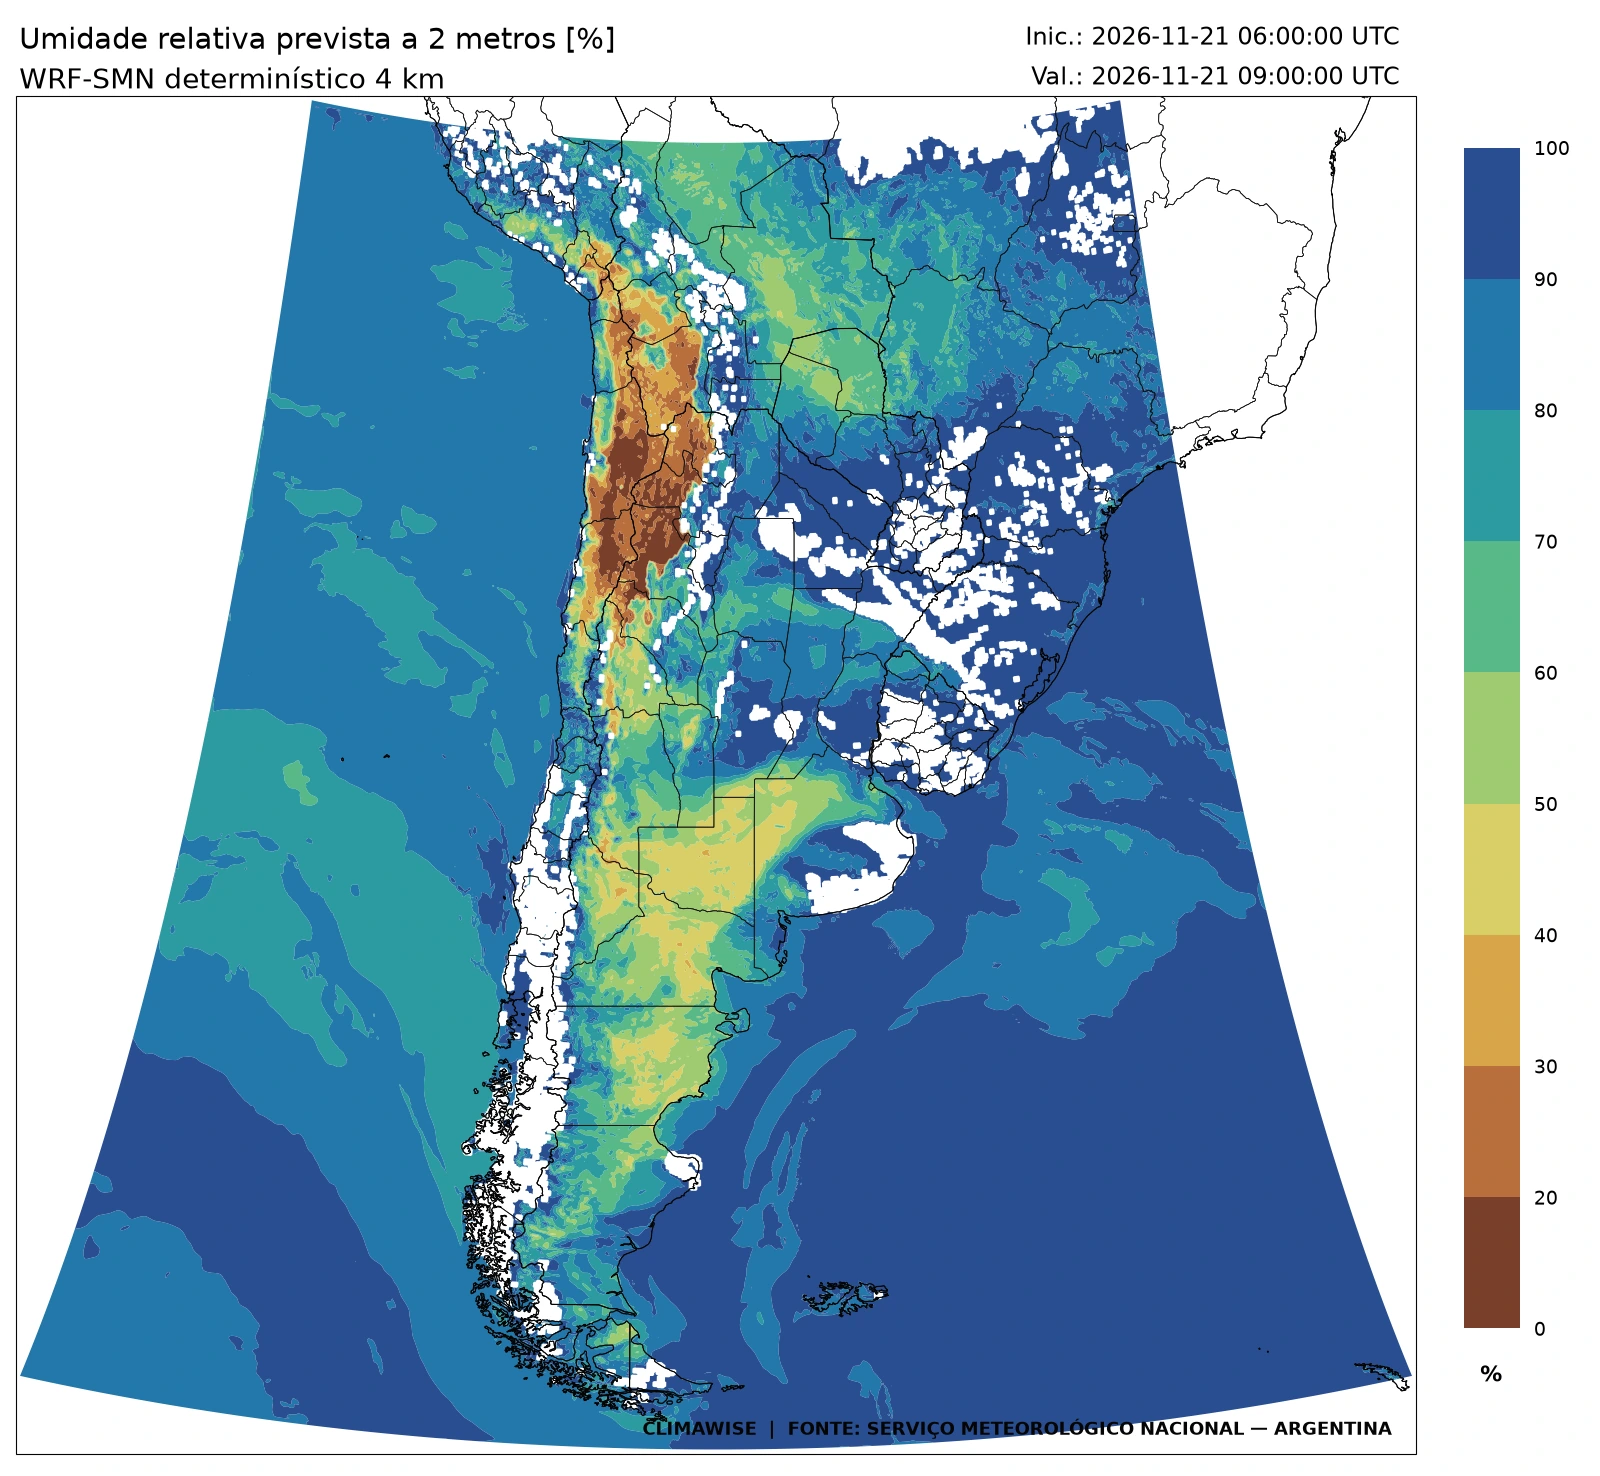 Umidade relativa prevista a 2 metros [%]
WRF-SMN determinístico 4 km
Inic.: 2026-11-21 06:00:00 UTC
Val.: 2026-11-21 09:00:00 UTC
100
90
80
70
60
50
40
30
20
0
%
CLIMAWISE | FONTE: SERVIÇO METEOROLÓGICO NACIONAL — ARGENTINA